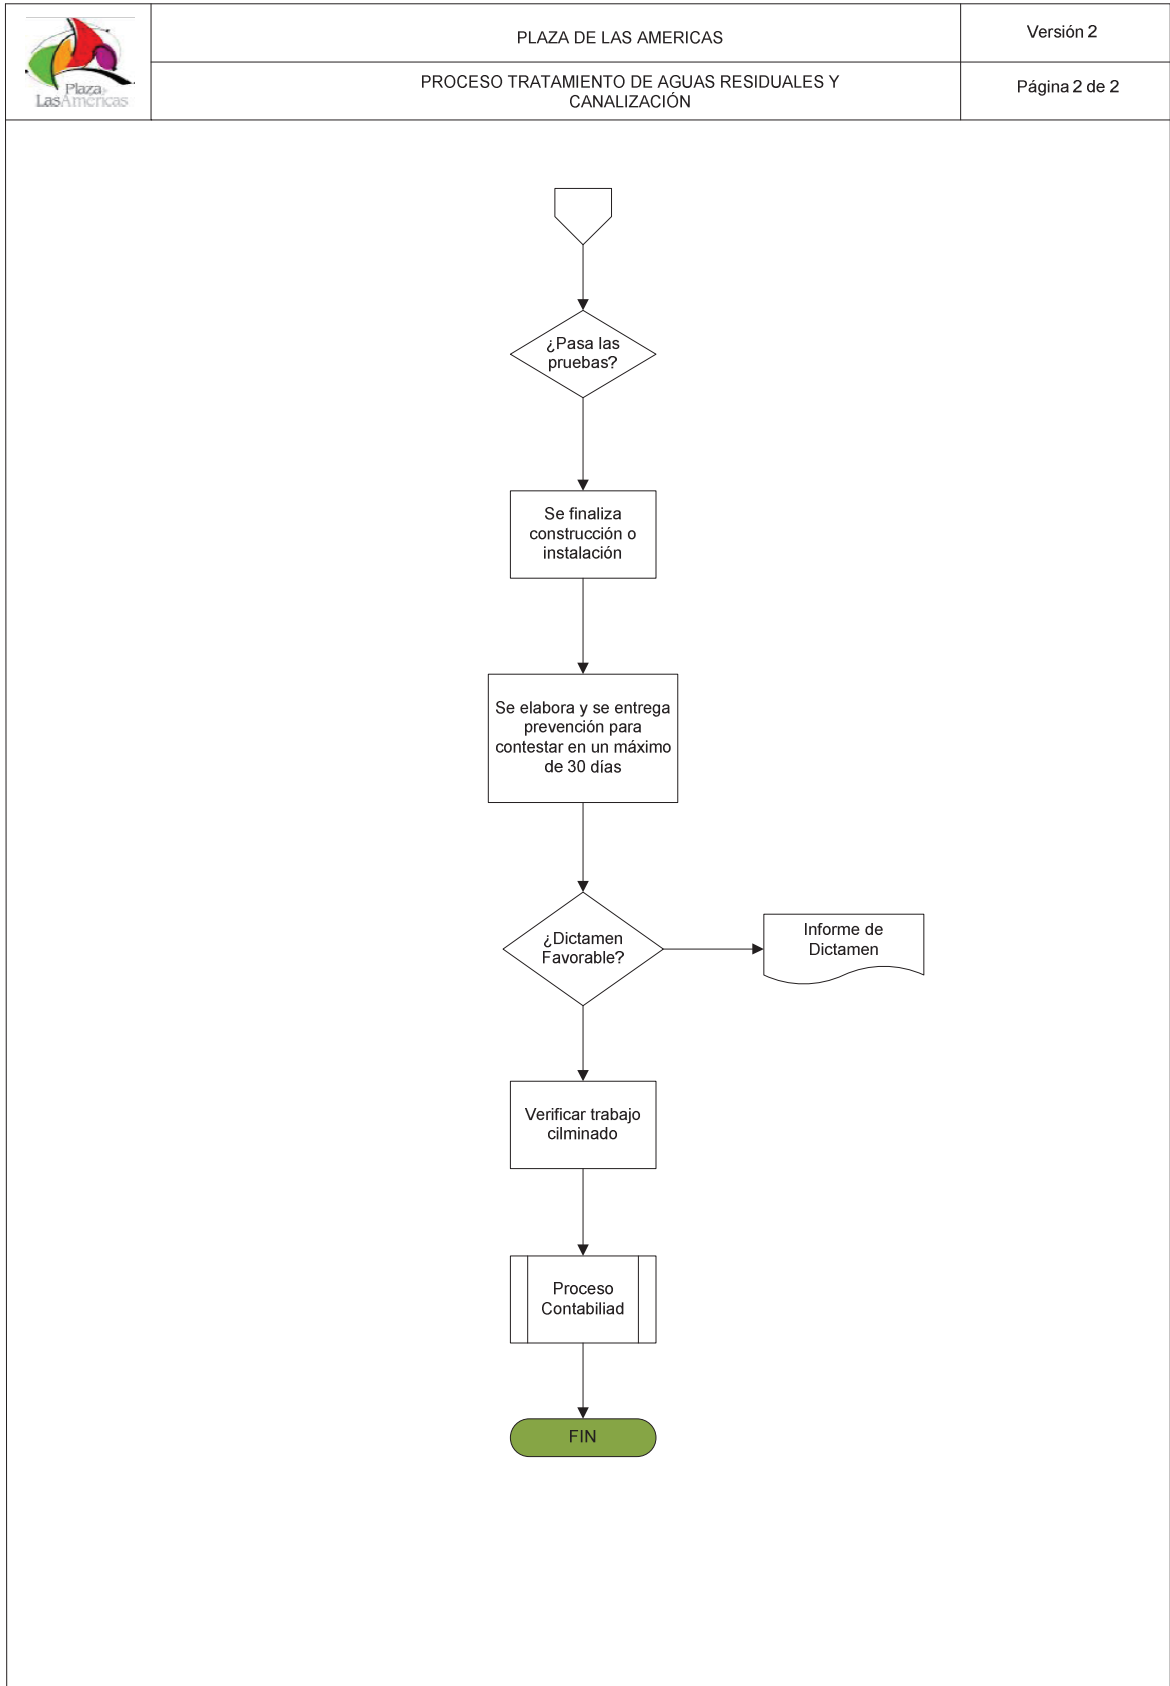 Plaza
LasAméricas
PLAZA DE LAS AMERICAS
Versión 2
PROCESO TRATAMIENTO DE AGUAS RESIDUALES Y
CANALIZACIÓN
Página 2 de 2
¿Pasa las
pruebas?
Se finaliza
construcción o
instalación
Se elabora y se entrega
prevención para
contestar en un máximo
de 30 días
¿Dictamen
Favorable?
Informe de
Dictamen
Verificar trabajo
cilminado
Proceso
Contabiliad
FIN